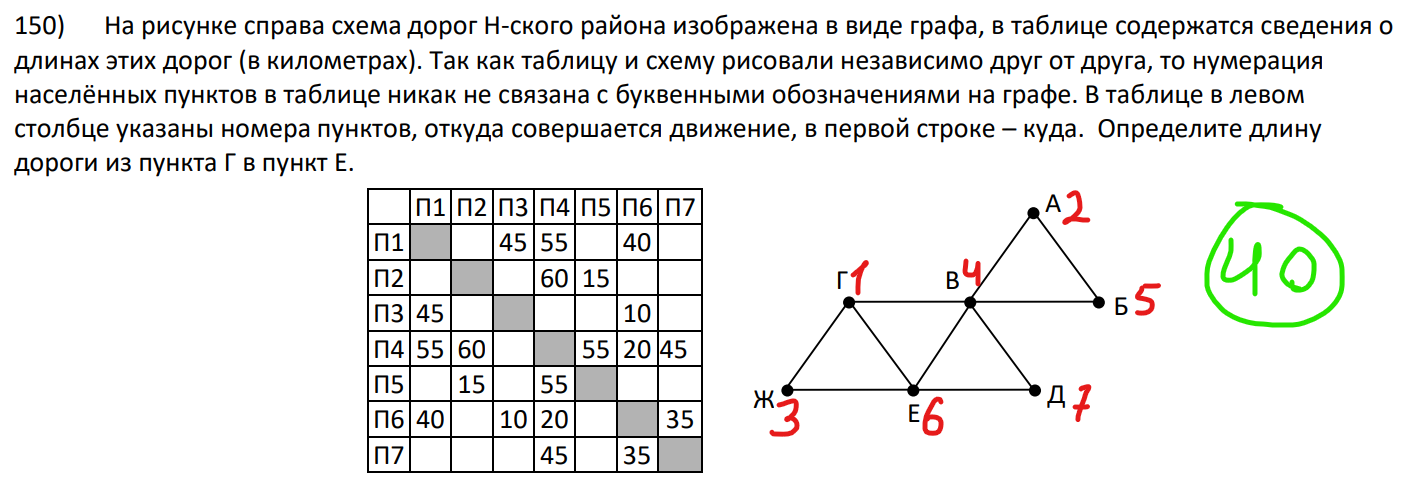 150) На рисунке справа схема дорог Н-ского района изображена в виде графа, в таблице содержатся сведения о
длинах этих дорог (в километрах). Так как таблицу и схему рисовали независимо друг от друга, то нумерация
населённых пунктов в таблице никак не связана с буквенными обозначениями на графе. В таблице в левом
столбце указаны номера пунктов, откуда совершается движение, в первой строке – куда. Определите длину
дороги из пункта Г в пункт Е.
П1 П2 П3 П4 П5 П6 П7
П1 45 55 40
П2 60 15
П3 45 10
П4 55 60 55 20 45
П5 15 55
П6 40 10 20 35
П7 45 35
А 2
Г 1 В 4
Б 5
Ж 3 Е 6 Д 7
40